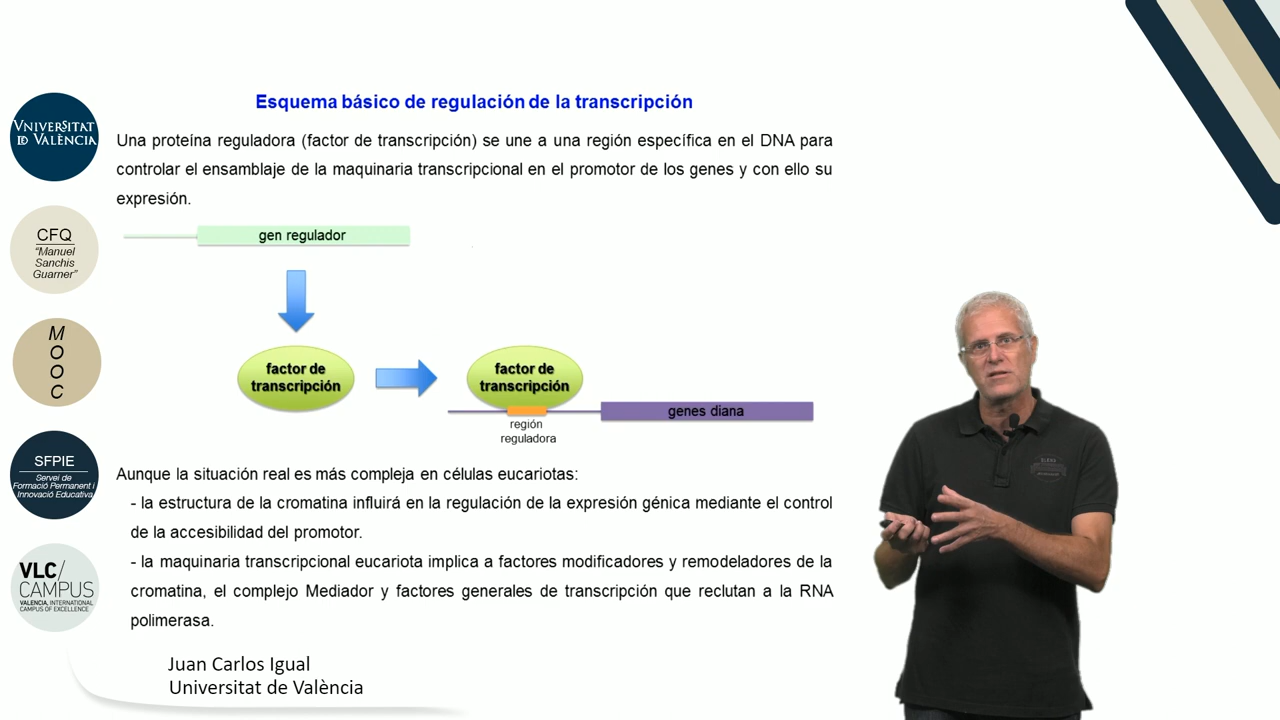 Esquema básico de regulación de la transcripción
Una proteína reguladora (factor de transcripción) se une a una región específica en el DNA para
controlar el ensamblaje de la maquinaria transcripcional en el promotor de los genes y con ello su
expresión.
gen regulador
factor de
transcripción
factor de
transcripción
genes diana
región
reguladora
Aunque la situación real es más compleja en células eucariotas:
- la estructura de la cromatina influirá en la regulación de la expresión génica mediante el control
de la accesibilidad del promotor.
- la maquinaria transcripcional eucariota implica a factores modificadores y remodeladores de la
cromatina, el complejo Mediador y factores generales de transcripción que reclutan a la RNA
polimerasa.
Juan Carlos Igual
Universitat de València
VNIVERSITAT
ID VALÈNCIA
CFQ
"Manuel
Sanchis
Guarner"
M
O
O
C
SFPIE
Servei de
Formació Permanent i
Innovació Educativa
VLC/
CAMPUS
VALENCIA, INTERNATIONAL
CAMPUS OF EXCELLENCE